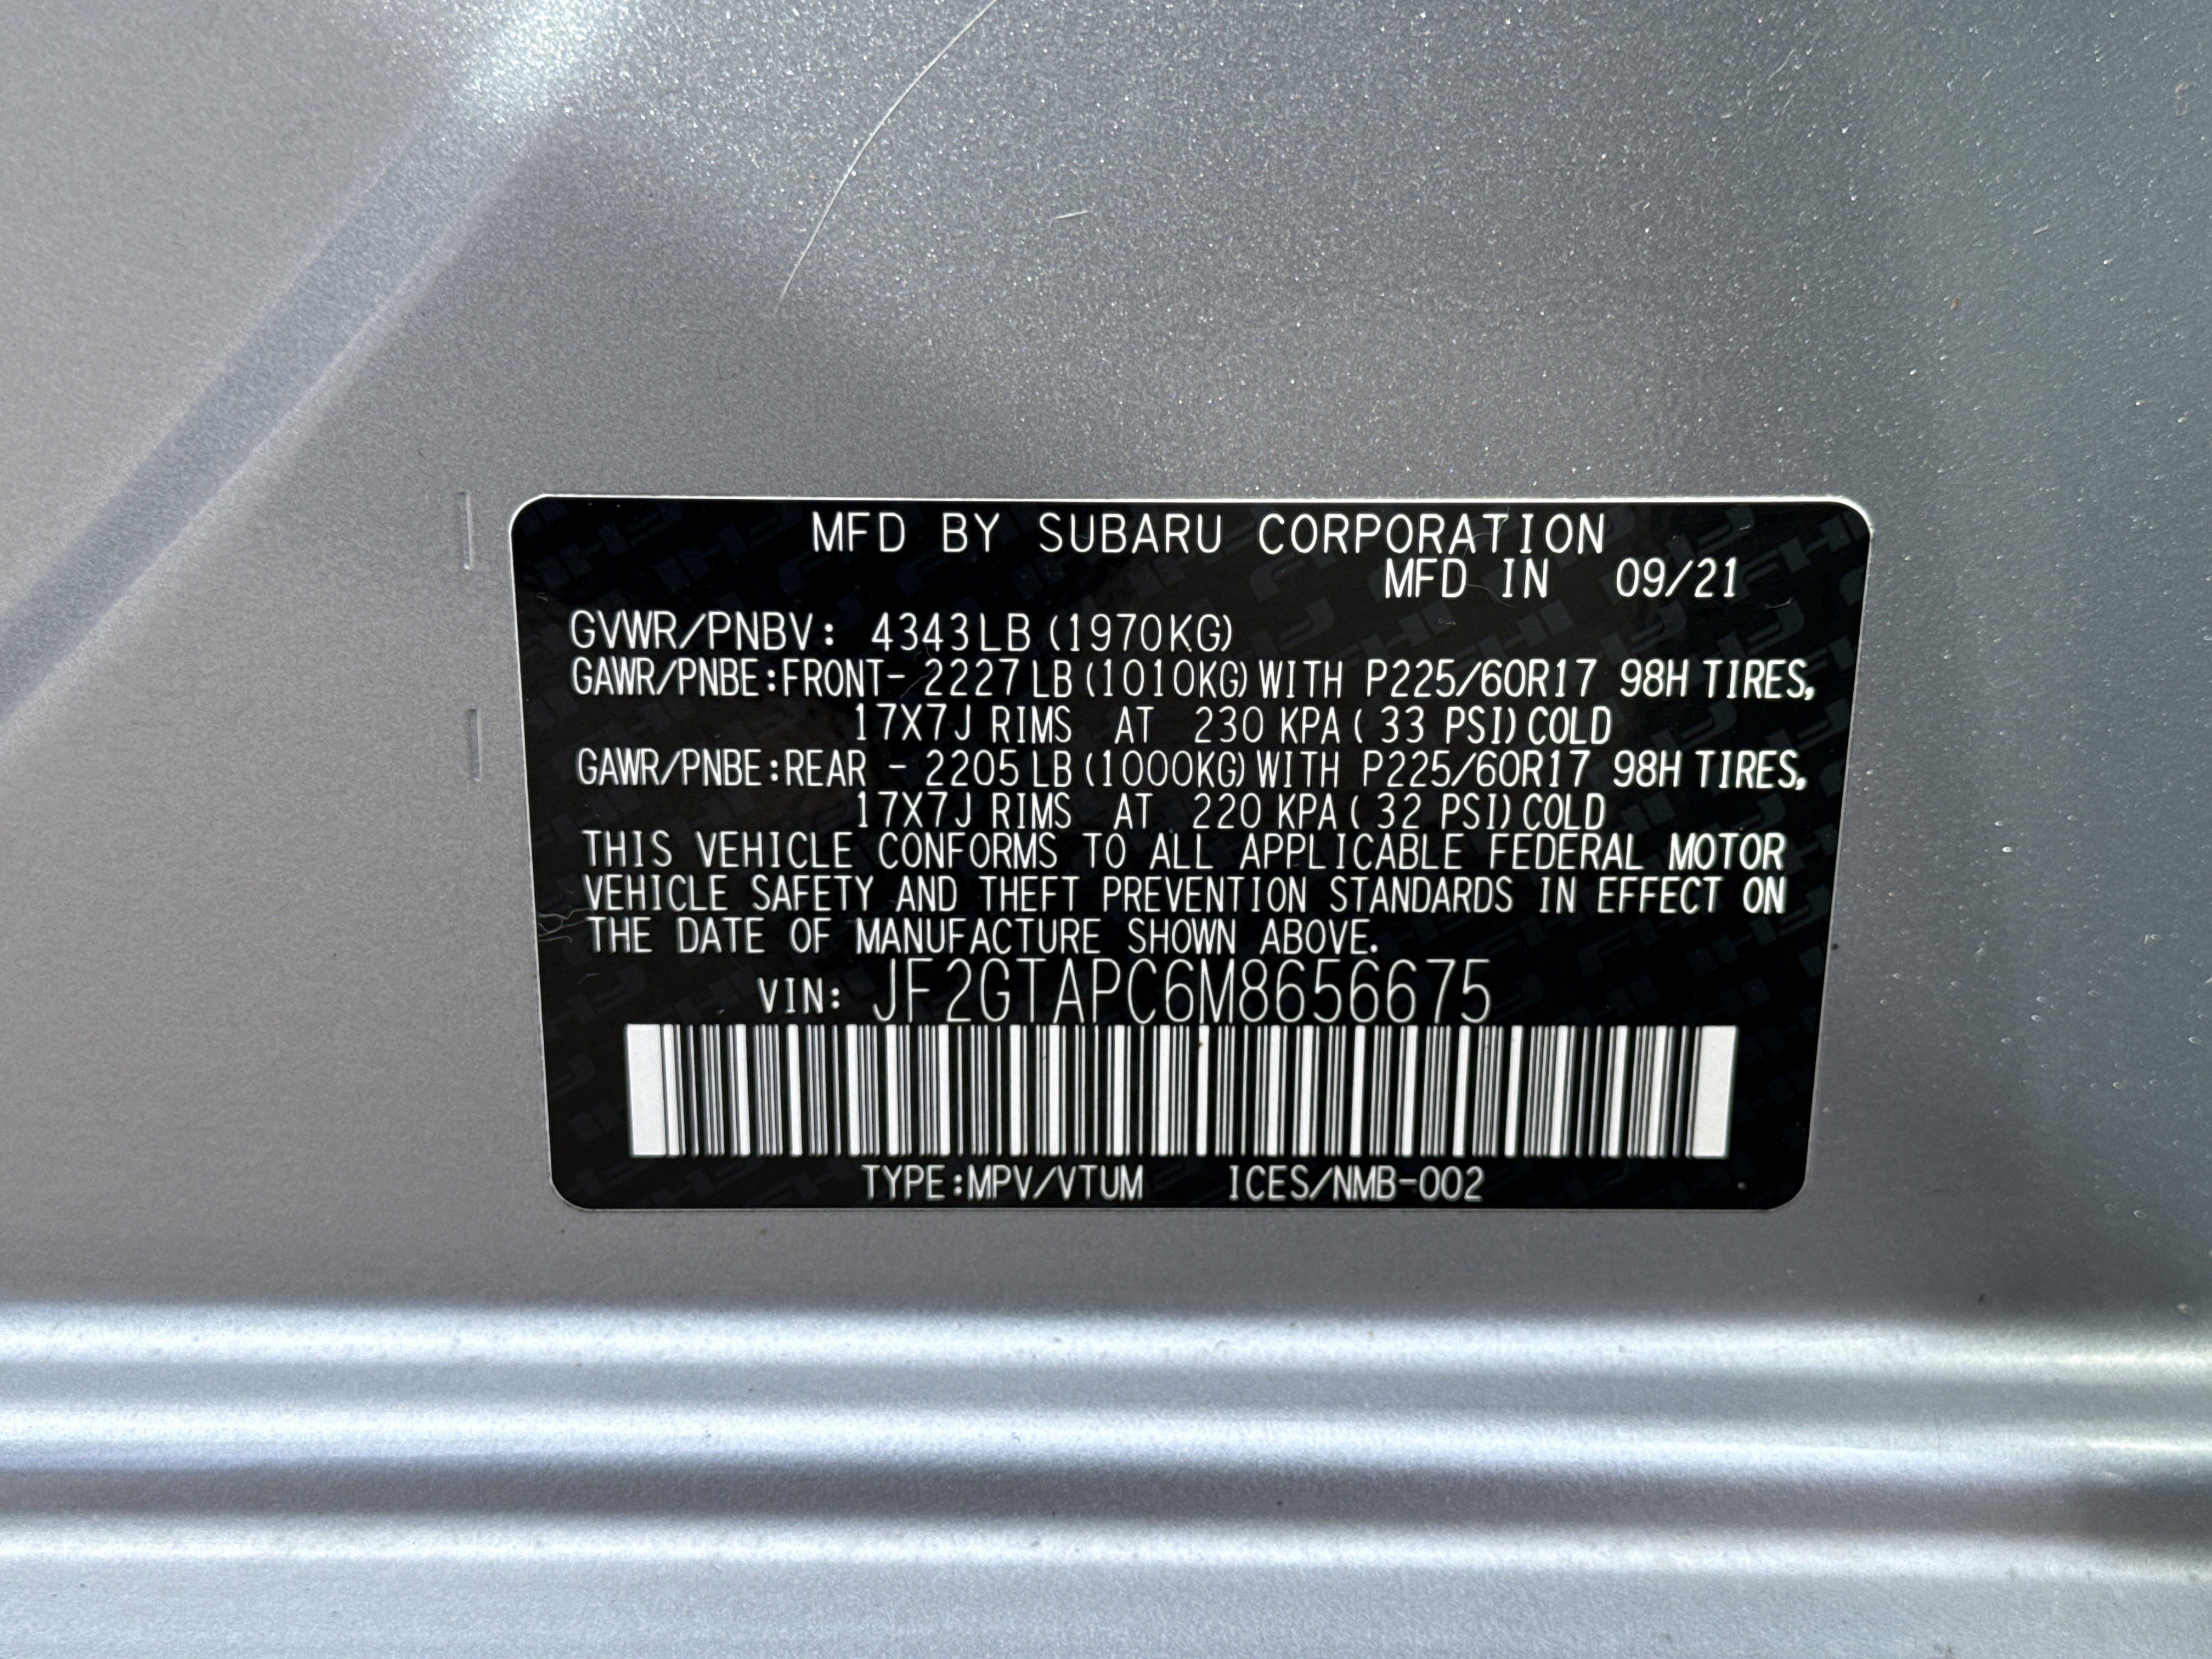 MFD BY SUBARU CORPORATION
MFD IN 09/21
GVWR/PNBV: 4343LB (1970KG)
GAWR/PNBE:FRONT- 2227 LB (1010KG) WITH P225/60R17 98H TIRES,
17X7J RIMS AT 230 KPA ( 33 PSI) COLD
GAWR/PNBE:REAR - 2205 LB (1000KG) WITH P225/60R17 98H TIRES,
17X7J RIMS AT 220 KPA ( 32 PSI) COLD
THIS VEHICLE CONFORMS TO ALL APPLICABLE FEDERAL MOTOR
VEHICLE SAFETY AND THEFT PREVENTION STANDARDS IN EFFECT ON
THE DATE OF MANUFACTURE SHOWN ABOVE.
VIN: JF2GTAPC6M8656675
TYPE:MPV/VTUM ICES/NMB-002